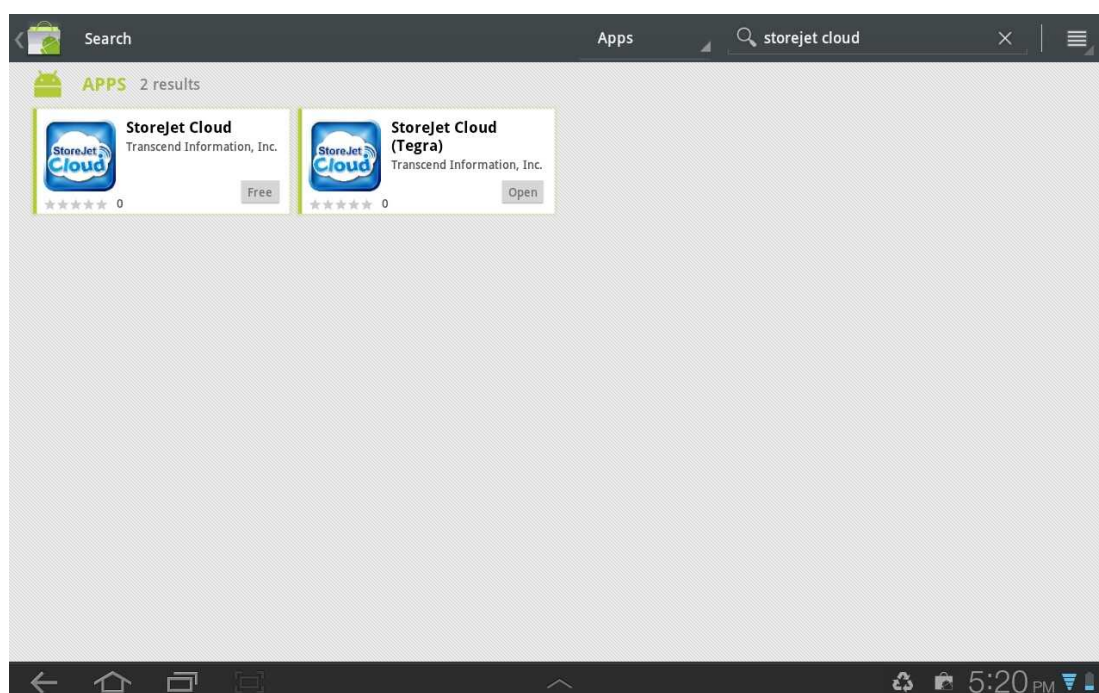 Search
Apps
storejet cloud
APPS 2 results
StoreJet Cloud
Transcend Information, Inc.
StoreJet
Cloud
Free
0
StoreJet Cloud
(Tegra)
Transcend Information, Inc.
StoreJet
Cloud
Open
0
5:20 PM